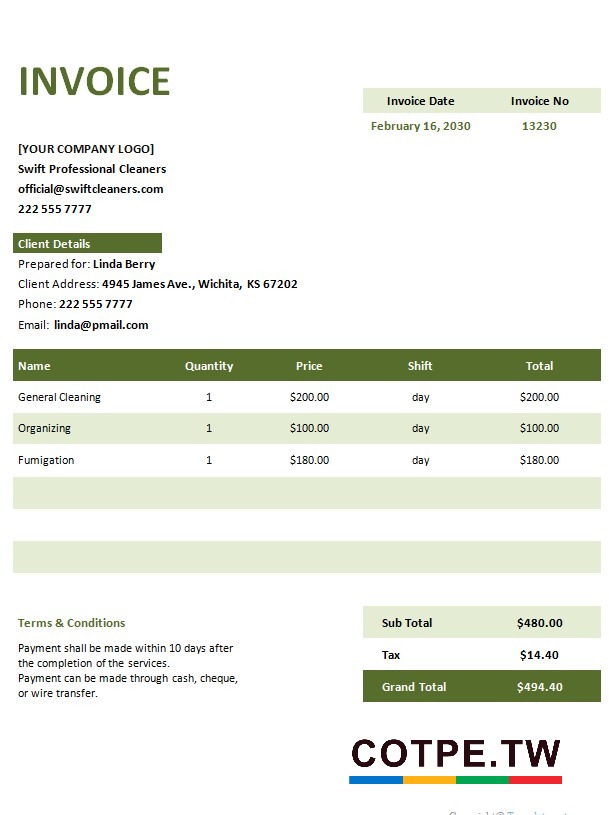 INVOICE
Invoice Date Invoice No
February 16, 2030 13230
[YOUR COMPANY LOGO]
Swift Professional Cleaners
official@swiftcleaners.com
222 555 7777
Client Details
Prepared for: Linda Berry
Client Address: 4945 James Ave., Wichita, KS 67202
Phone: 222 555 7777
Email: linda@pmail.com
Name Quantity Price Shift Total
General Cleaning 1 $200.00 day $200.00
Organizing 1 $100.00 day $100.00
Fumigation 1 $180.00 day $180.00
Terms & Conditions
Payment shall be made within 10 days after
the completion of the services.
Payment can be made through cash, cheque,
or wire transfer.
Sub Total $480.00
Tax $14.40
Grand Total $494.40
COTPE.TW